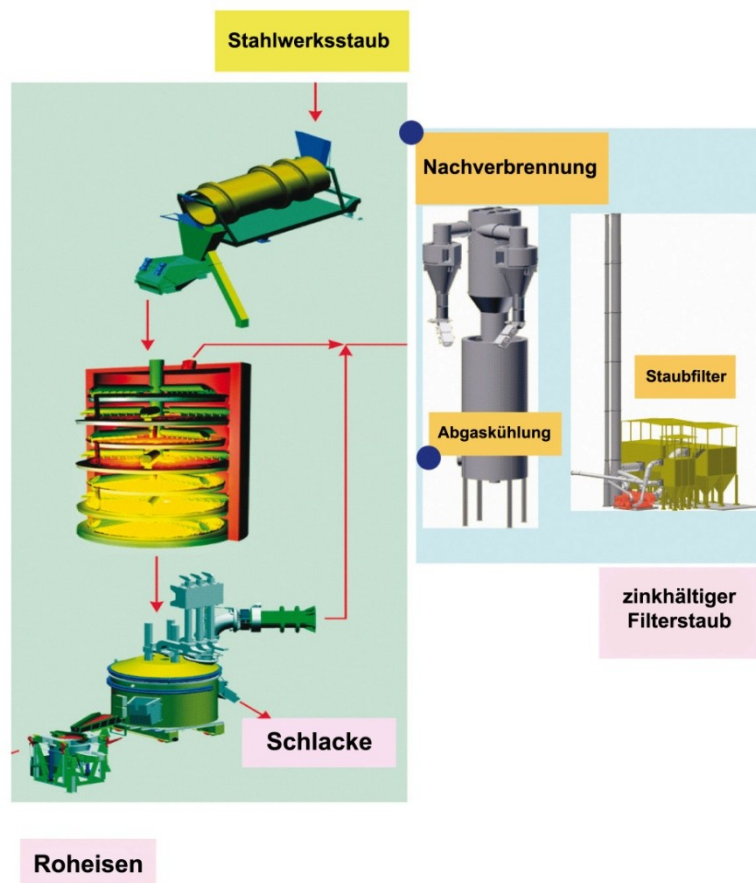 Stahlwerksstaub
Nachverbrennung
Staubfilter
Abgaskühlung
zinkhältiger
Filterstaub
Schlacke
Roheisen